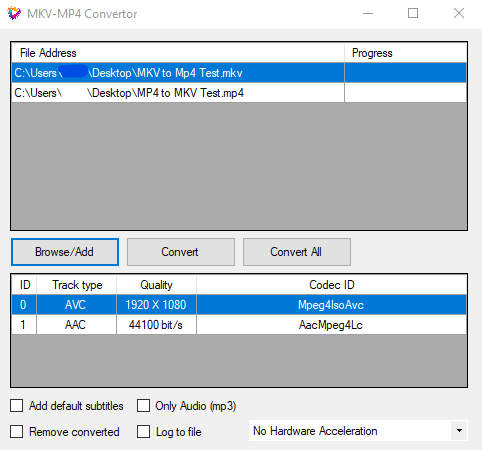 MKV-MP4 Convertor
File Address Progress
C:\Users\ \Desktop\MKV to Mp4 Test.mkv
C:\Users\ \Desktop\MP4 to MKV Test.mp4
Browse/Add Convert Convert All
ID Track type Quality Codec ID
0 AVC 1920 X 1080 Mpeg4IsoAvc
1 AAC 44100 bit/s AacMpeg4Lc
Add default subtitles Only Audio (mp3)
Remove converted Log to file No Hardware Acceleration